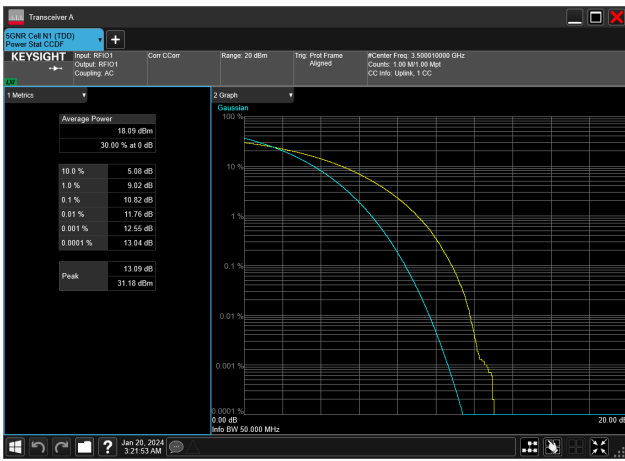 Transceiver A
5GNR Cell N1 (TDD)
Power Stat CCDF
KEYSIGHT
Input: RFIO1
Output: RFIO1
Coupling: AC
Corr CCorr
Range: 20 dBm
Trig: Prot Frame
Aligned
#Center Freq: 3.500010000 GHz
Counts: 1.00 M/1.00 Mpt
CC Info: Uplink, 1 CC
1 Metrics
Average Power
18.09 dBm
30.00 % at 0 dB
10.0 % 5.08 dB
1.0 % 9.02 dB
0.1 % 10.82 dB
0.01 % 11.76 dB
0.001 % 12.55 dB
0.0001 % 13.04 dB
Peak
13.09 dB
31.18 dBm
2 Graph
Gaussian
100 %
10 %
1 %
0.1 %
0.01 %
0.001 %
0.0001 %
0.00 dB
20.00 dB
Info BW 50.000 MHz
Jan 20, 2024
3:21:53 AM